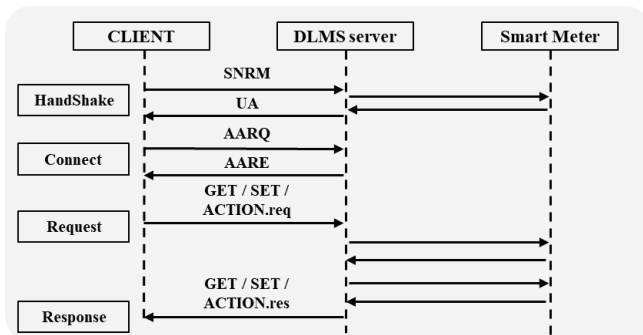 CLIENT
DLMS server
Smart Meter
SNRM
HandShake
UA
AARQ
Connect
AARE
GET / SET /
ACTION.req
Request
GET / SET /
ACTION.res
Response